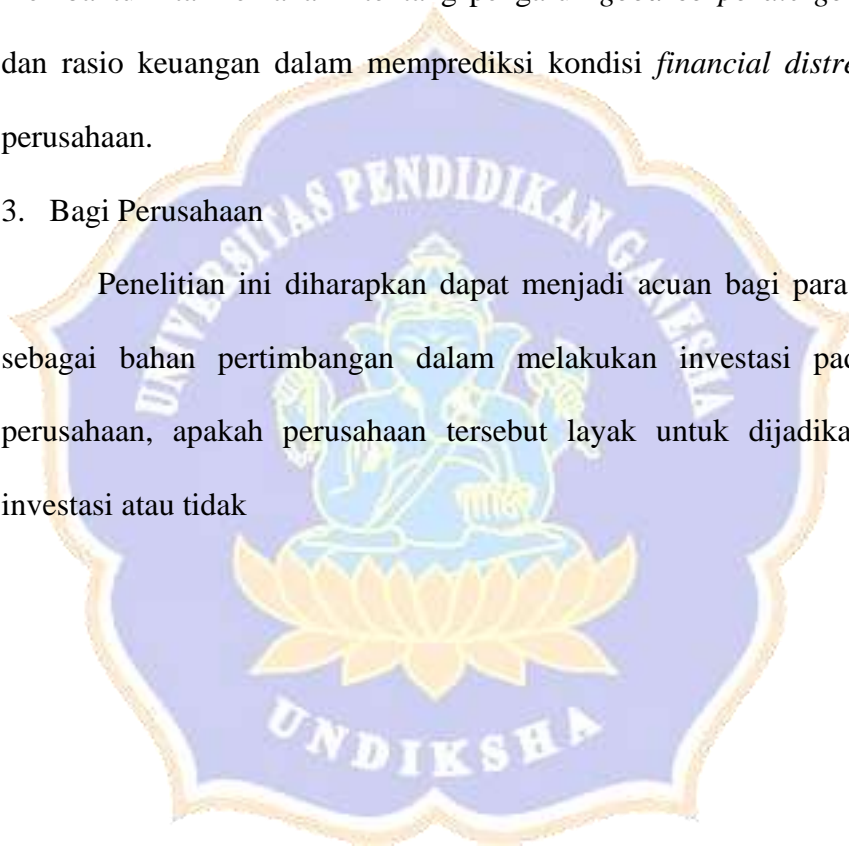 dan rasio keuangan dalam memprediksi kondisi financial distre
perusahaan.
3. Bagi Perusahaan
Penelitian ini diharapkan dapat menjadi acuan bagi para
sebagai bahan pertimbangan dalam melakukan investasi pad
perusahaan, apakah perusahaan tersebut layak untuk dijadika
investasi atau tidak
UNIVERSITAS PENDIDIKAN GANESHA
UNDIKSHA